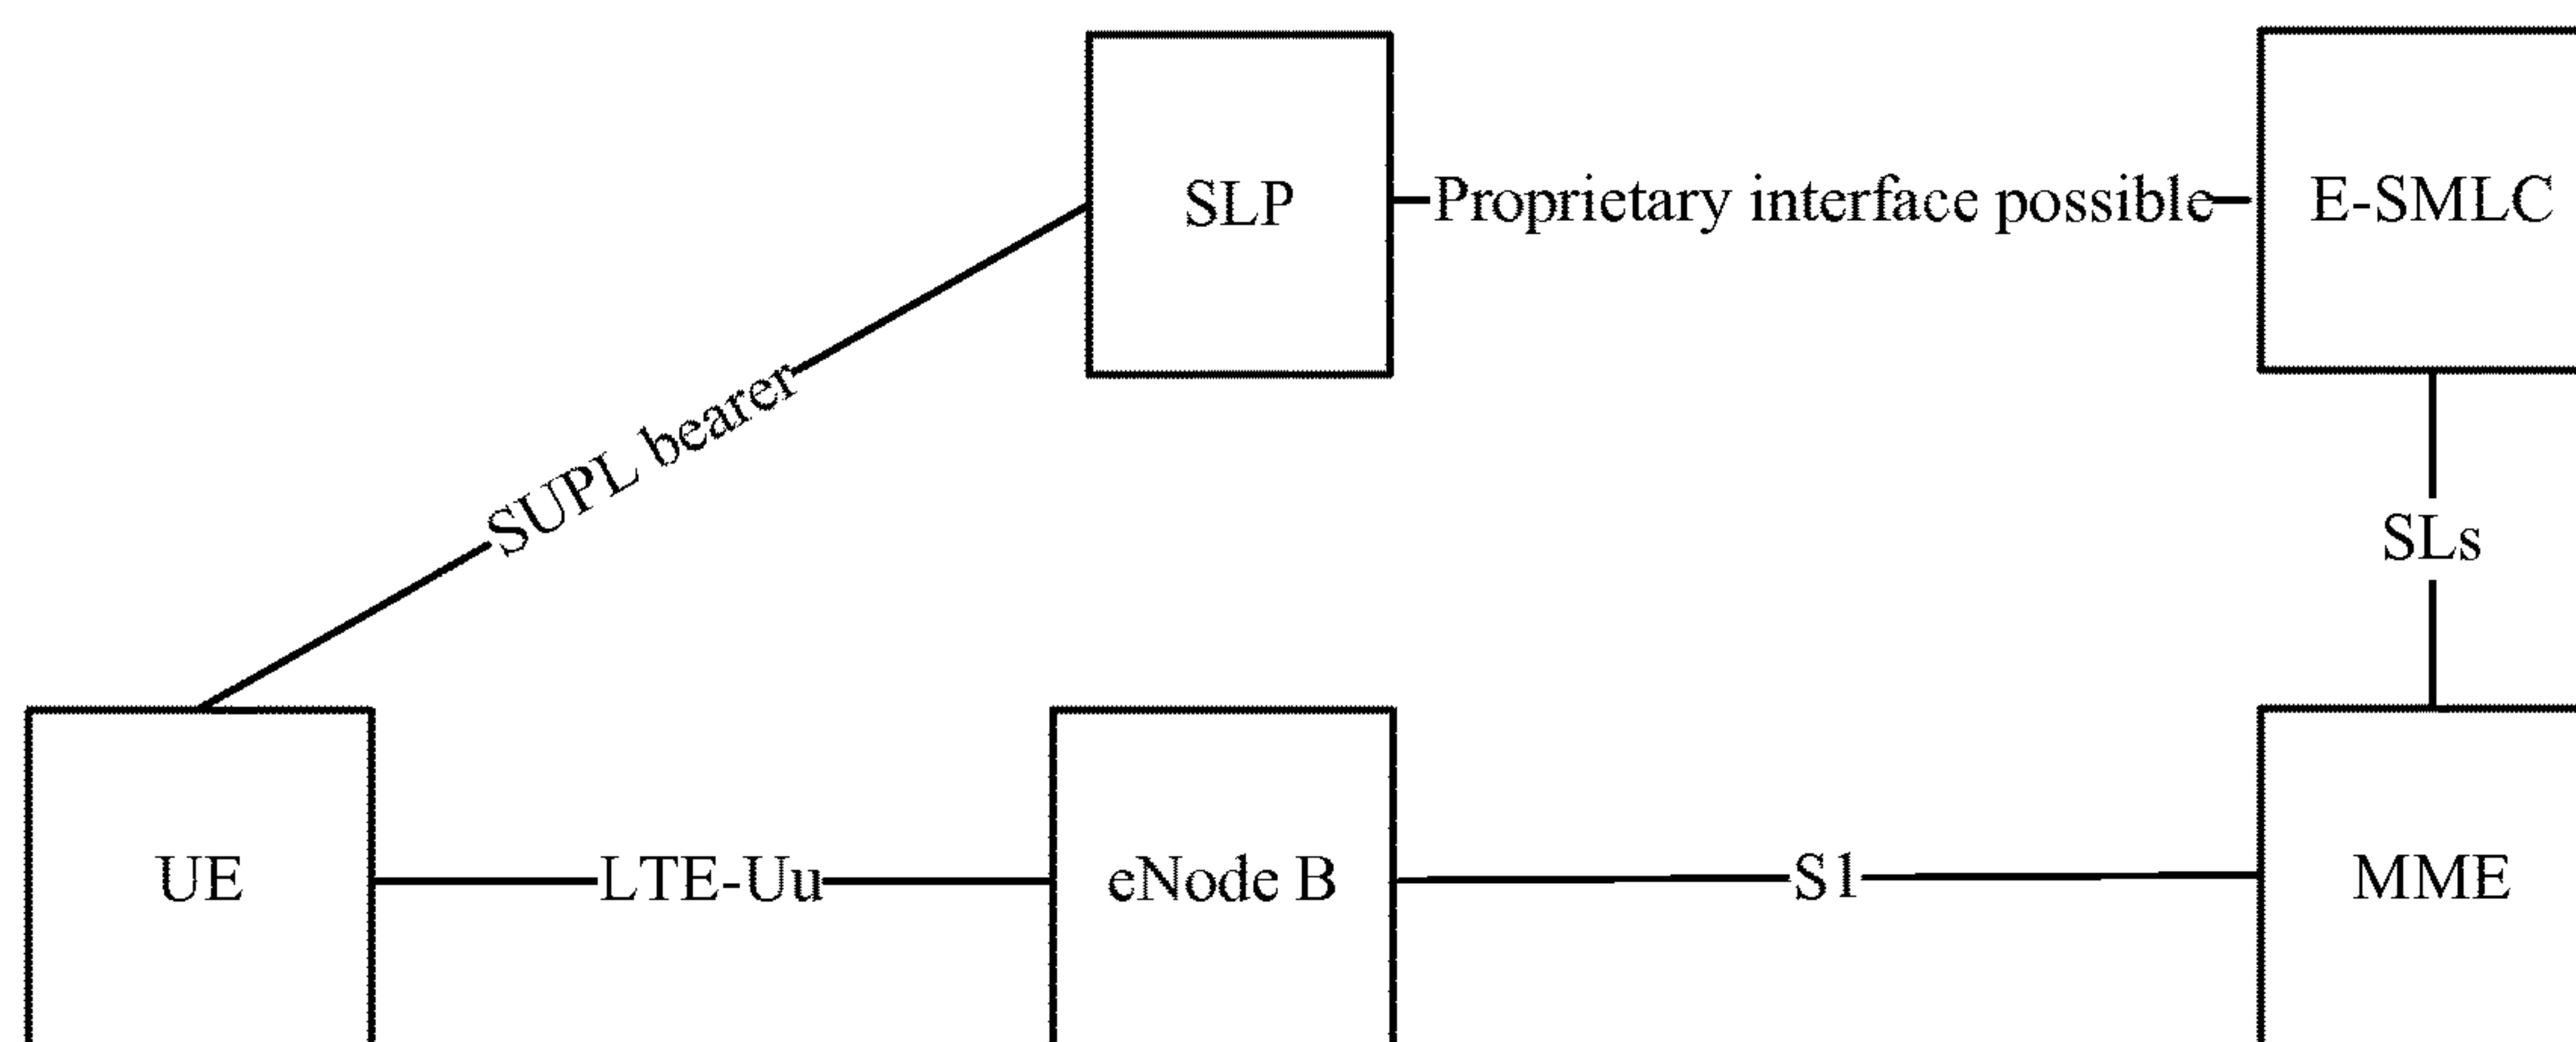 SLP
Proprietary interface possible
E-SMLC
SUPL bearer
SLs
UE
LTE-Uu
eNode B
S1
MME